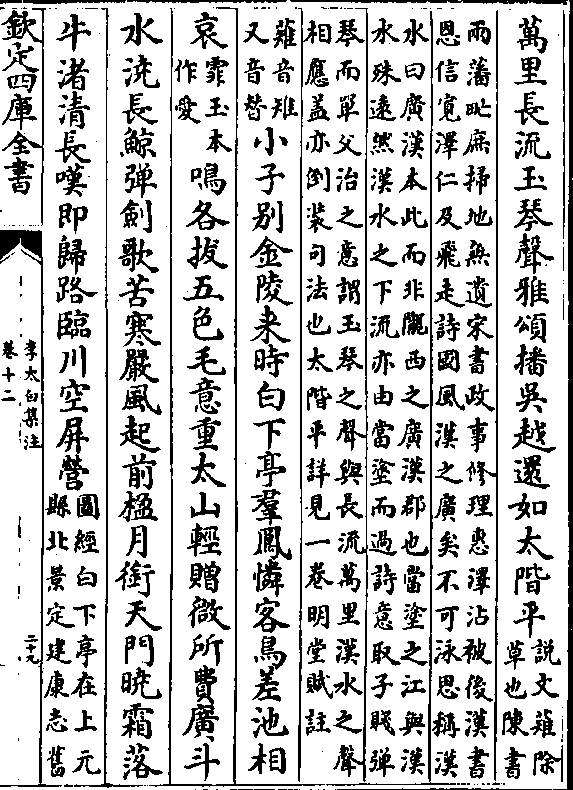 萬里長流玉琴聲雅頌播吳越還如太階平
說文薙除
草也陳書
雨藩毗庶掃地無遺宋書政事修理惠澤沾被後漢書
恩信寛澤仁及飛走詩國風漢之廣矣不可泳思稱漢
水曰廣漢本此而非隴西之廣漢郡也當塗之江與漢
水殊遠然漢水之下流亦由當塗而過詩意取子賤弹
琴而單父治之意謂玉琴之聲與長流萬里漢水之聲
相應盖亦倒裝句法也太階平詳見一卷明堂賦註
薙音雉
又音替
小子别金陵来時白下亭羣鳳憐客鳥差池相
哀
霏玉本
作愛
鳴各拔五色毛意重太山輕贈微所費廣斗
水浇長鯨弹劍歌苦寒嚴風起前楹月銜天門曉霜落
牛渚清長嘆即歸路臨川空屏營
圖經白下亭在上元
縣北景定建康志舊
欽定四庫全書
李太白集注
卷十二
二十九